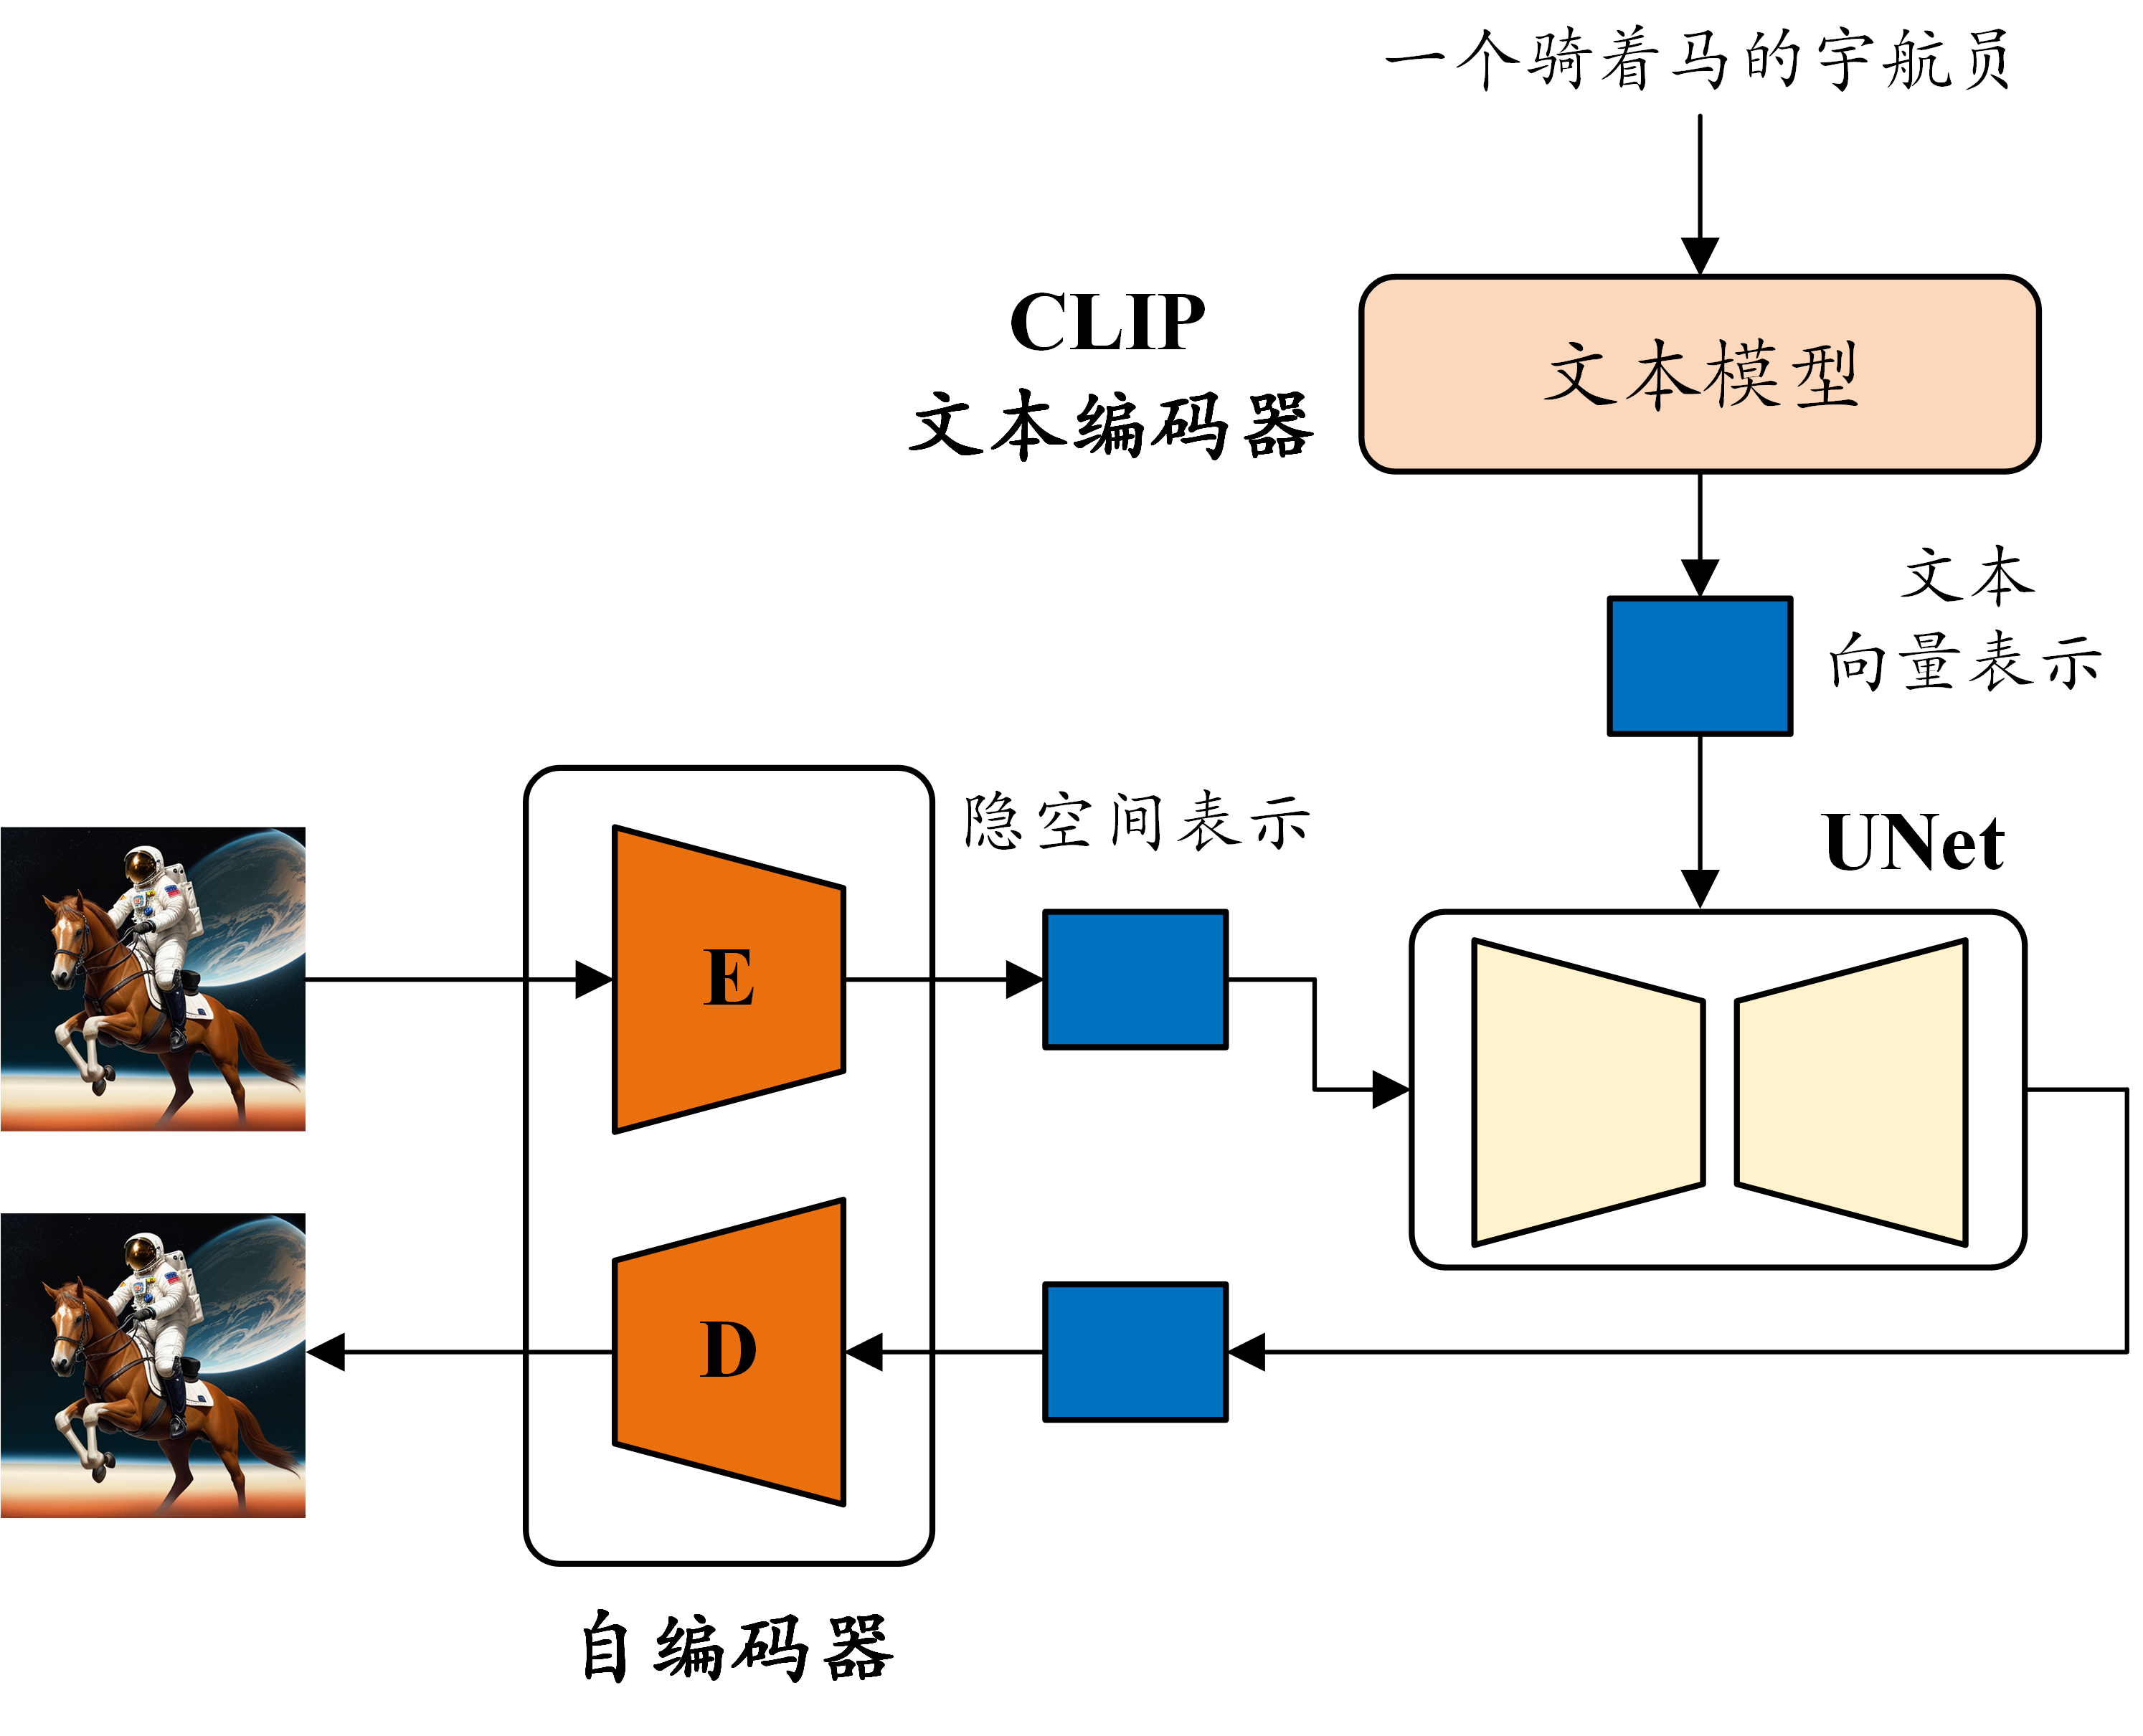 一个骑着马的宇航员
CLIP
文本编码器
文本模型
文本
向量表示
隐空间表示
UNet
E
D
自编码器